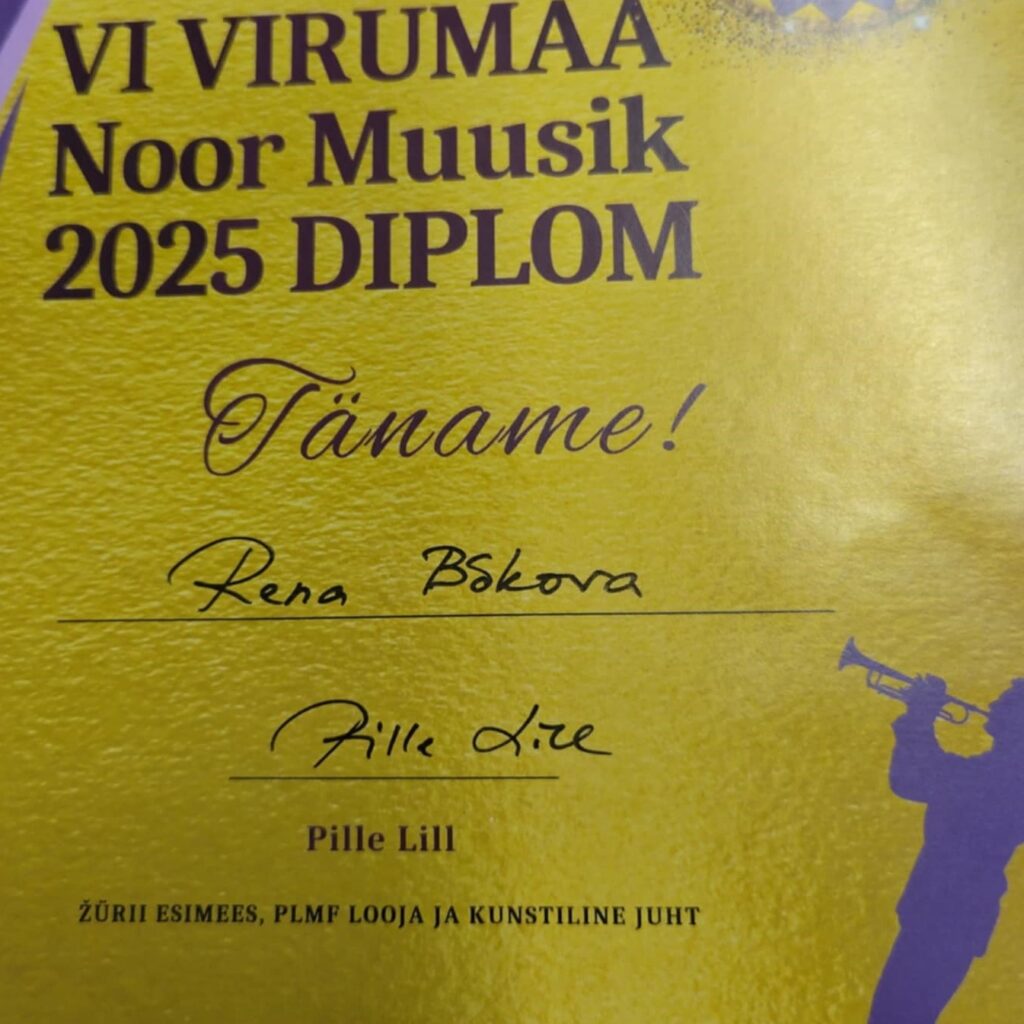 VI VIRUMAA
Noor Muusik
2025 DIPLOM
Täname!
Rena
Pille Lill
Pille Lill
ŽÜRII ESIMEES, PLMF LOOJA JA KUNSTILINE JUHT